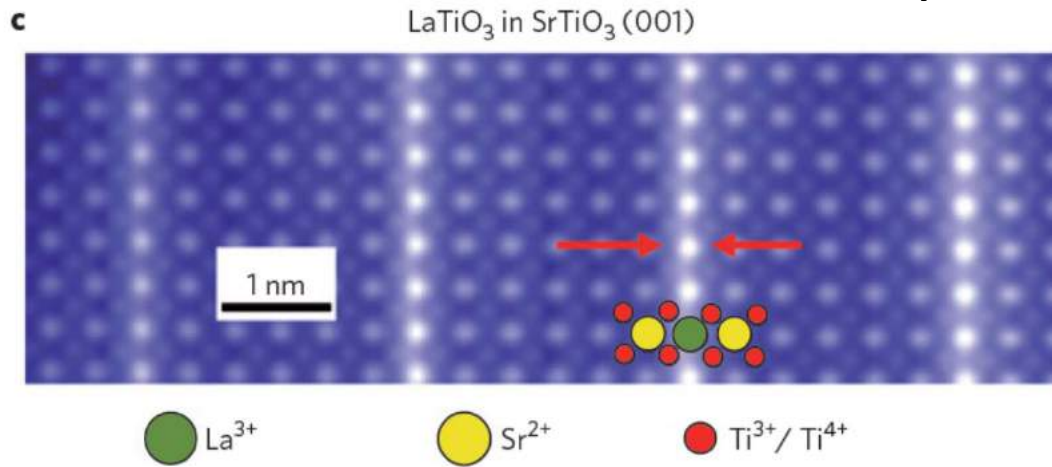 c
LaTiO₃ in SrTiO₃ (001)
1 nm
La³⁺ Sr²⁺ Ti³⁺/ Ti⁴⁺